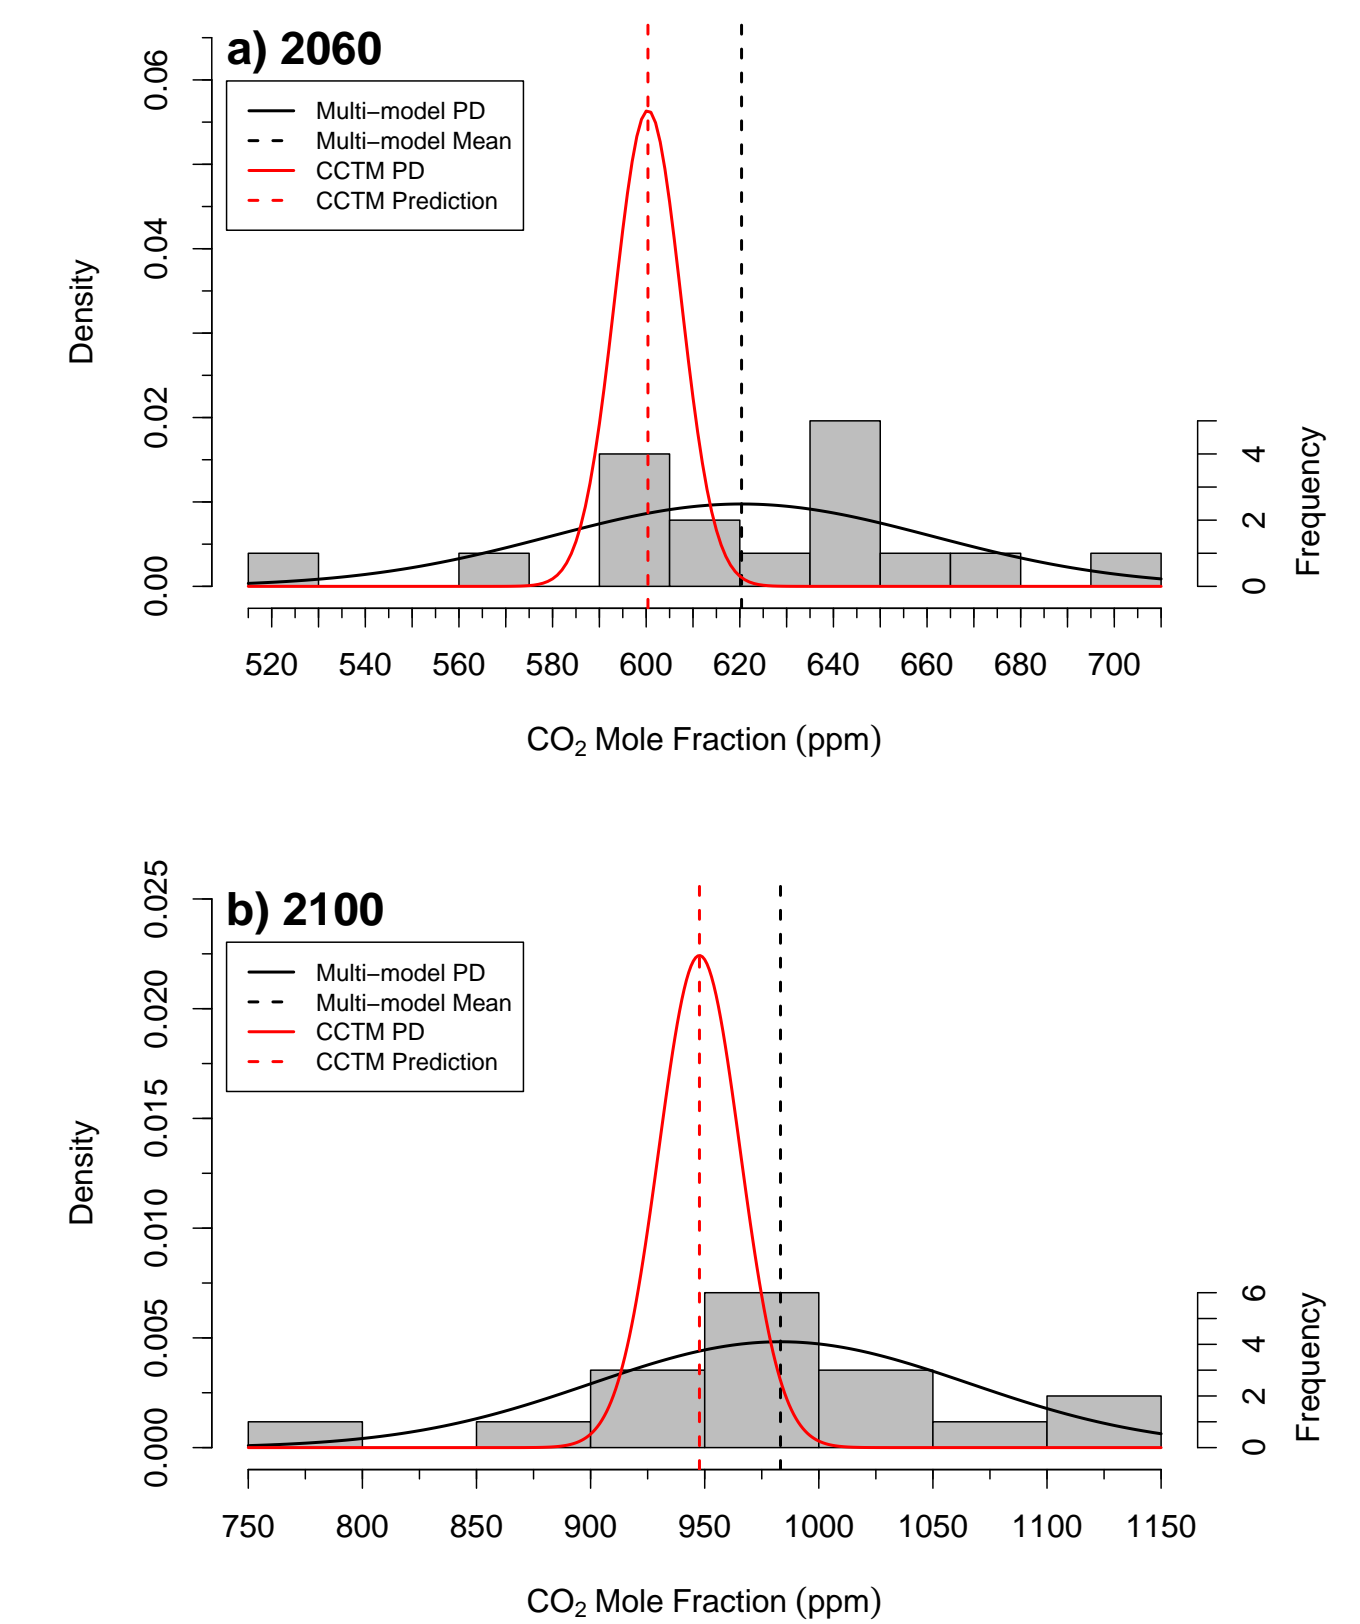 a) 2060
Multi−model PD
Multi−model Mean
CCTM PD
CCTM Prediction
Density
0.00 0.02 0.04 0.06
Frequency
0 2 4
520 540 560 580 600 620 640 660 680 700
CO₂ Mole Fraction (ppm)
b) 2100
Multi−model PD
Multi−model Mean
CCTM PD
CCTM Prediction
Density
0.000 0.005 0.010 0.015 0.020 0.025
Frequency
0 2 4 6
750 800 850 900 950 1000 1050 1100 1150
CO₂ Mole Fraction (ppm)